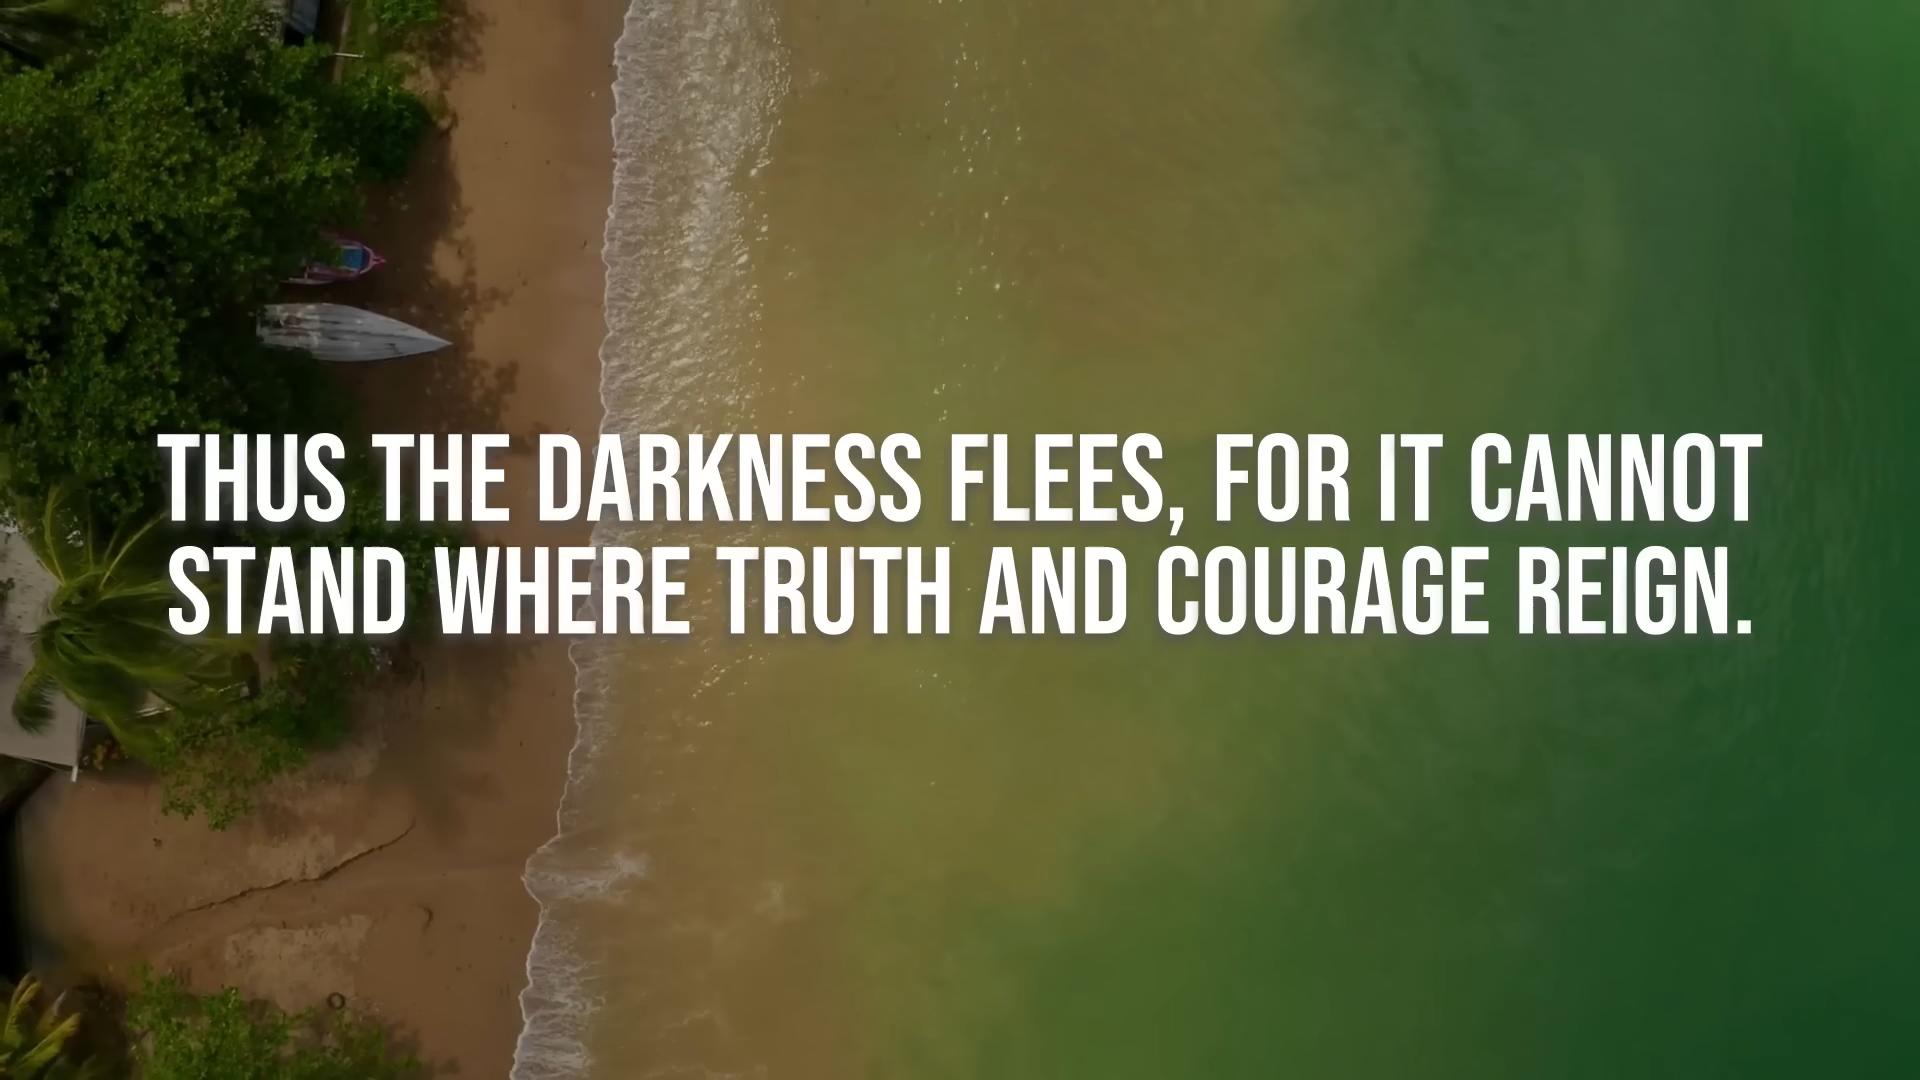 THUS THE DARKNESS FLEES, FOR IT CANNOT
STAND WHERE TRUTH AND COURAGE REIGN.